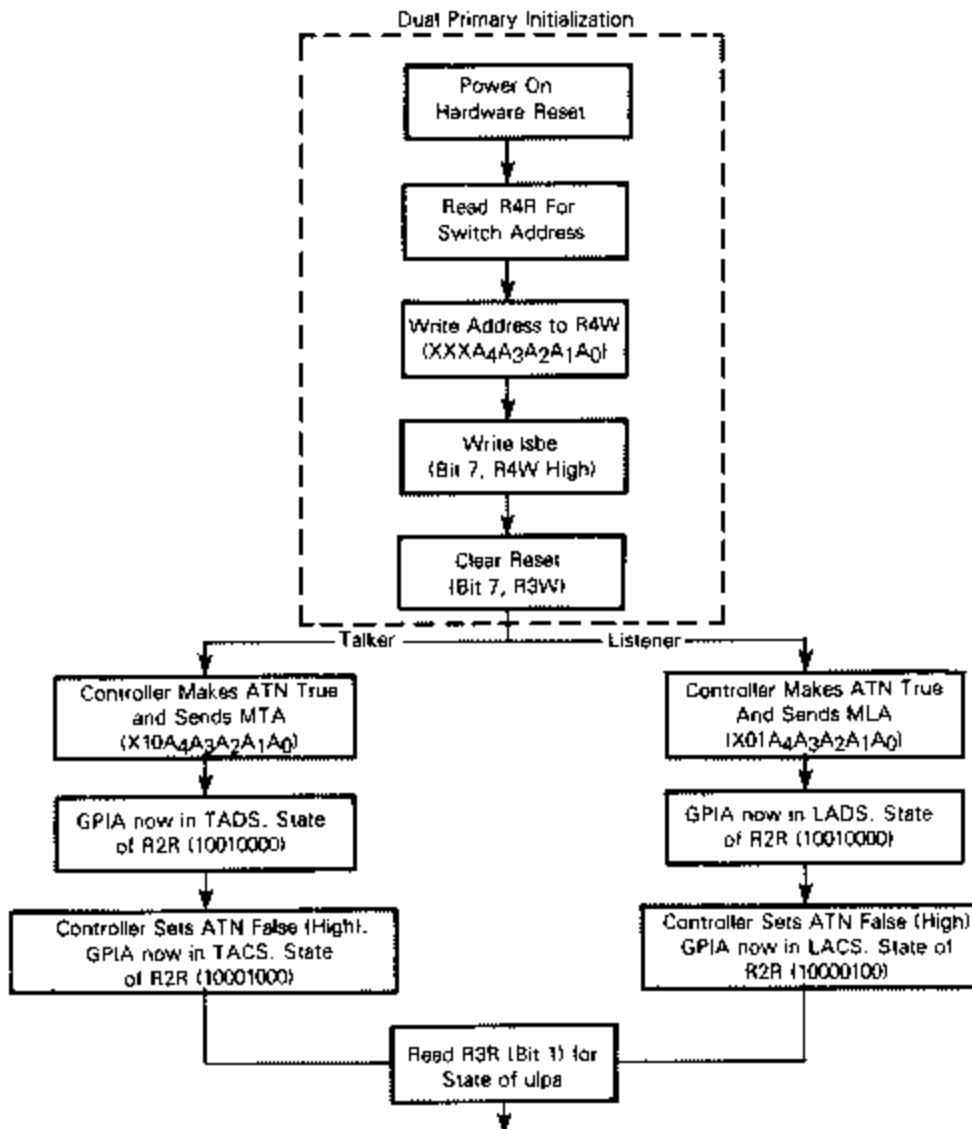 Dual Primary Initialization
Power On
Hardware Reset
Read R4R For
Switch Address
Write Address to R4W
(XXXA4A3A2A1A0)
Write lsbe
(Bit 7, R4W High)
Clear Reset
(Bit 7, R3W)
Talker
Listener
Controller Makes ATN True
and Sends MTA
(X10A4A3A2A1A0)
GPIA now in TADS. State
of R2R (10010000)
Controller Sets ATN False (High).
GPIA now in TACS. State
of R2R (10001000)
Controller Makes ATN True
And Sends MLA
(X01A4A3A2A1A0)
GPIA now in LADS. State
of R2R (10010000)
Controller Sets ATN False (High)
GPIA now in LACS. State of
R2R (10000100)
Read R3R (Bit 1) for
State of ulpa